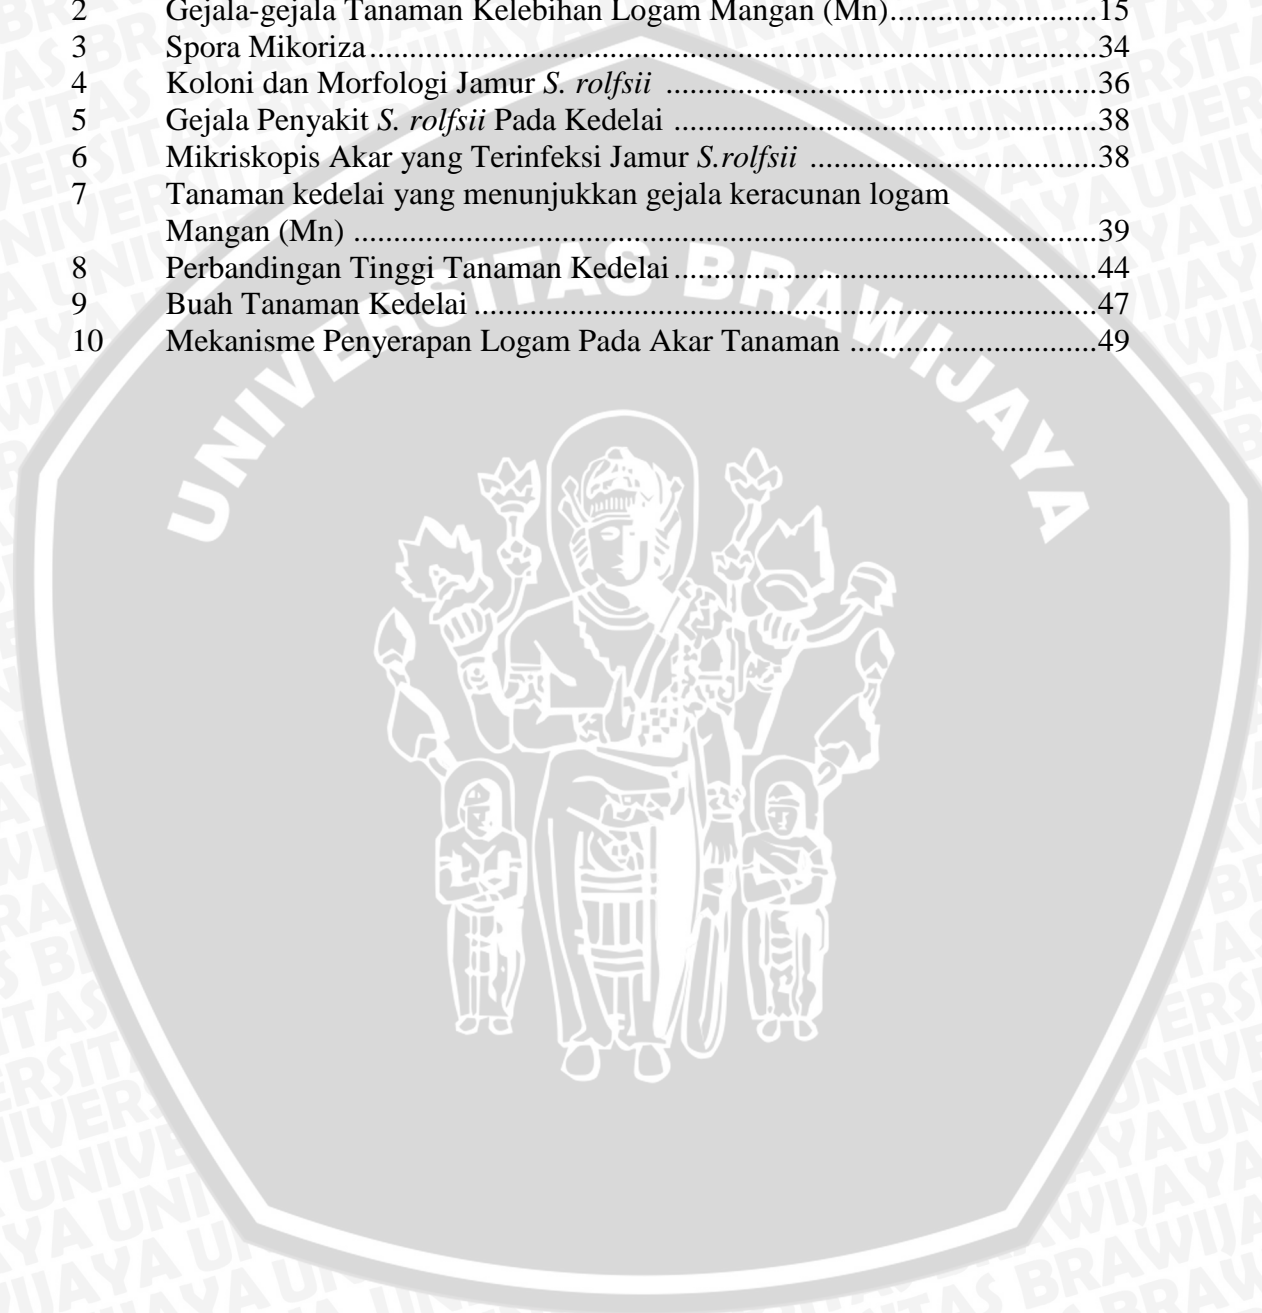 2 Gejala-gejala Tanaman Kelebihan Logam Mangan (Mn)..........................15
3 Spora Mikoriza...........................................................................................34
4 Koloni dan Morfologi Jamur S. rolfsii ......................................................36
5 Gejala Penyakit S. rolfsii Pada Kedelai .....................................................38
6 Mikriskopis Akar yang Terinfeksi Jamur S.rolfsii ....................................38
7 Tanaman kedelai yang menunjukkan gejala keracunan logam
Mangan (Mn) .............................................................................................39
8 Perbandingan Tinggi Tanaman Kedelai.....................................................44
9 Buah Tanaman Kedelai ..............................................................................47
10 Mekanisme Penyerapan Logam Pada Akar Tanaman ...............................49
UNIVERSITAS BRAWIJAYA